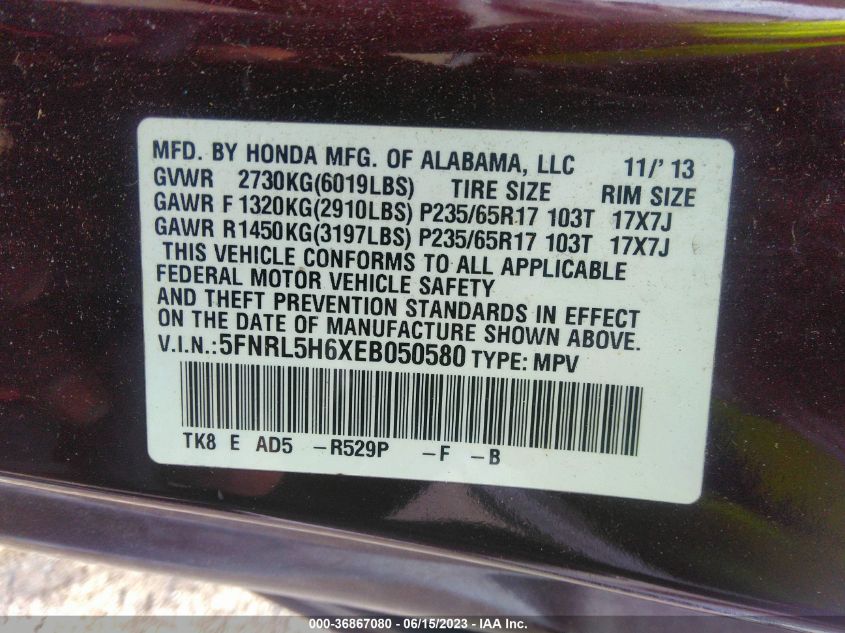 MFD. BY HONDA MFG. OF ALABAMA, LLC 11/' 13
GVWR 2730KG(6019LBS) TIRE SIZE RIM SIZE
GAWR F 1320KG(2910LBS) P235/65R17 103T 17X7J
GAWR R1450KG(3197LBS) P235/65R17 103T 17X7J
THIS VEHICLE CONFORMS TO ALL APPLICABLE
FEDERAL MOTOR VEHICLE SAFETY
AND THEFT PREVENTION STANDARDS IN EFFECT
ON THE DATE OF MANUFACTURE SHOWN ABOVE.
V.I.N.:5FNRL5H6XEB050580 TYPE: MPV
TK8 E AD5 -R529P -F -B
000-36867080 - 06/15/2023 - IAA Inc.